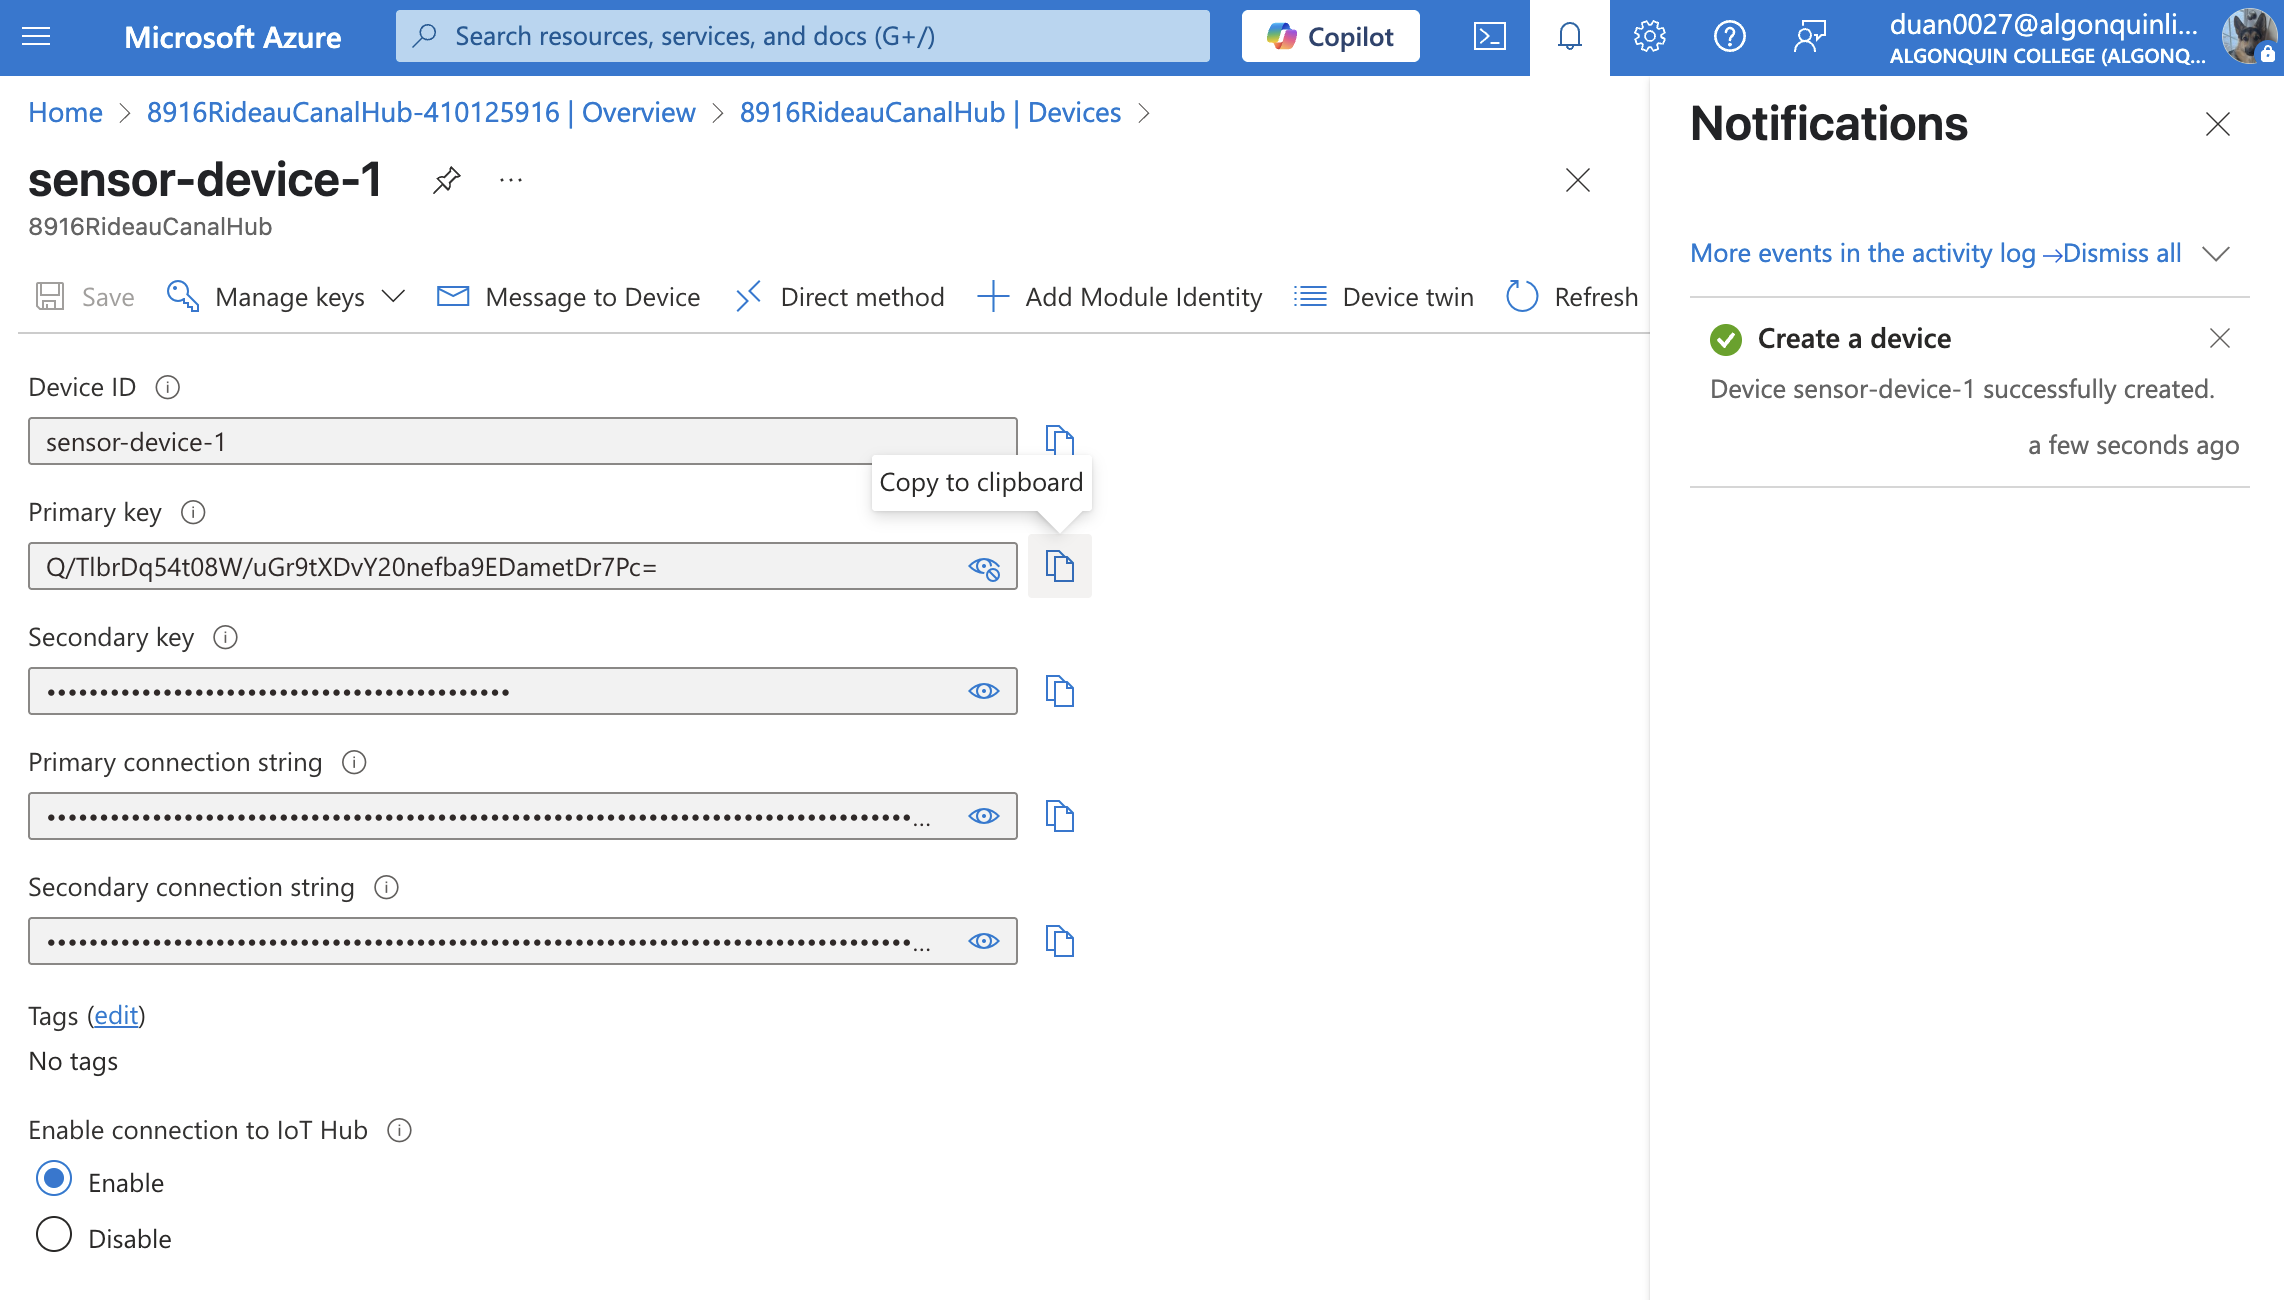 Microsoft Azure
Search resources, services, and docs (G+/)
Copilot
duan0027@algonquinli...
ALGONQUIN COLLEGE (ALGONQ...
Home > 8916RideauCanalHub-410125916 | Overview > 8916RideauCanalHub | Devices >
sensor-device-1
8916RideauCanalHub
Save
Manage keys
Message to Device
Direct method
Add Module Identity
Device twin
Refresh
Device ID
sensor-device-1
Copy to clipboard
Primary key
Q/TlbrDq54t08W/uGr9tXDvY20nefba9EDametDr7Pc=
Secondary key
Primary connection string
...
Secondary connection string
...
Tags (edit)
No tags
Enable connection to IoT Hub
Enable
Disable
Notifications
More events in the activity log →
Dismiss all
Create a device
Device sensor-device-1 successfully created.
a few seconds ago